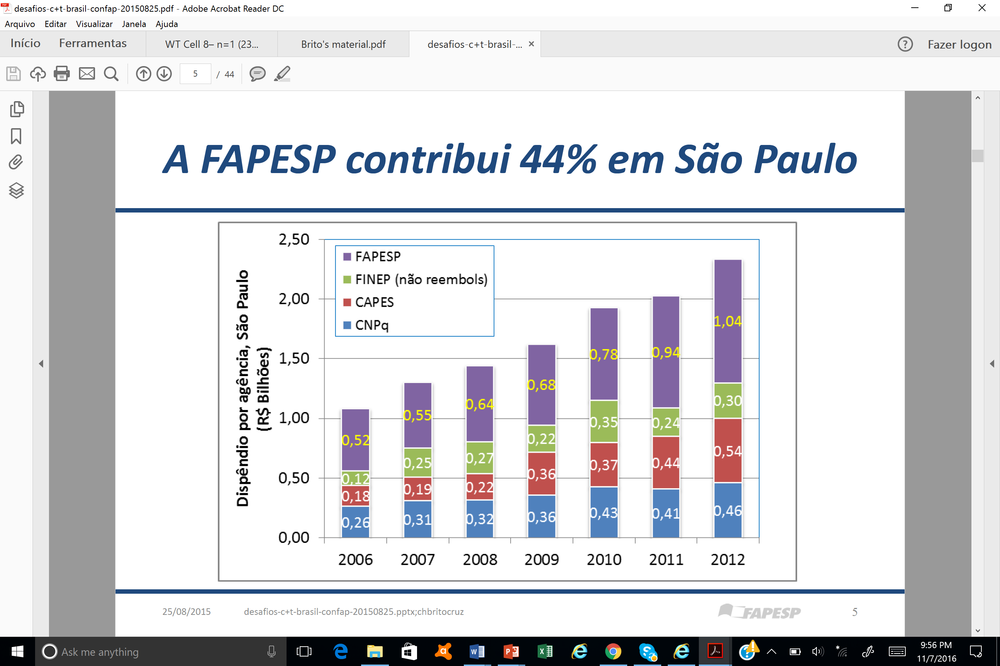 desafios-c+t-brasil-confap-20150825.pdf - Adobe Acrobat Reader DC
Arquivo Editar Visualizar Janela Ajuda
Início Ferramentas WT Cell 8– n=1 (23... Brito's material.pdf desafios-c+t-brasil-... Fazer logon
5 / 44
A FAPESP contribui 44% em São Paulo
Dispêndio por agência, São Paulo
(R$ Bilhões)
2,50
2,00
1,50
1,00
0,50
0,00
FAPESP
FINEP (não reembols)
CAPES
CNPq
0,52 0,55 0,64 0,68 0,78 0,94 1,04
0,12 0,25 0,27 0,22 0,35 0,24 0,30
0,18 0,19 0,22 0,36 0,37 0,44 0,54
0,26 0,31 0,32 0,36 0,43 0,41 0,46
2006 2007 2008 2009 2010 2011 2012
25/08/2015 desafios-c+t-brasil-confap-20150825.pptx;chbritocruz FAPESP 5
Ask me anything
9:56 PM
11/7/2016